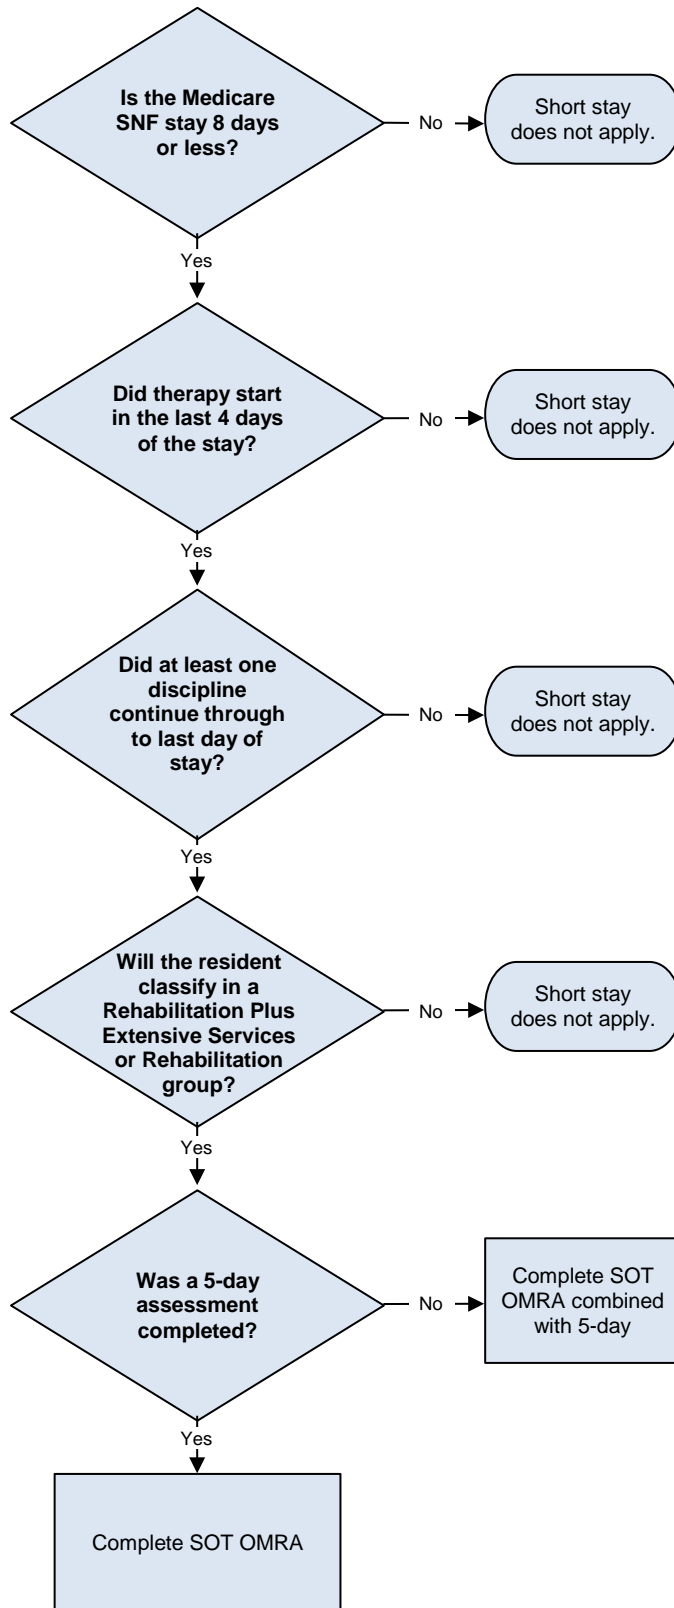 Is the Medicare
SNF stay 8 days
or less?
No
Short stay
does not apply.
Yes
Did therapy start
in the last 4 days
of the stay?
No
Short stay
does not apply.
Yes
Did at least one
discipline
continue through
to last day of
stay?
No
Short stay
does not apply.
Yes
Will the resident
classify in a
Rehabilitation Plus
Extensive Services
or Rehabilitation
group?
No
Short stay
does not apply.
Yes
Was a 5-day
assessment
completed?
No
Complete SOT
OMRA combined
with 5-day
Yes
Complete SOT OMRA